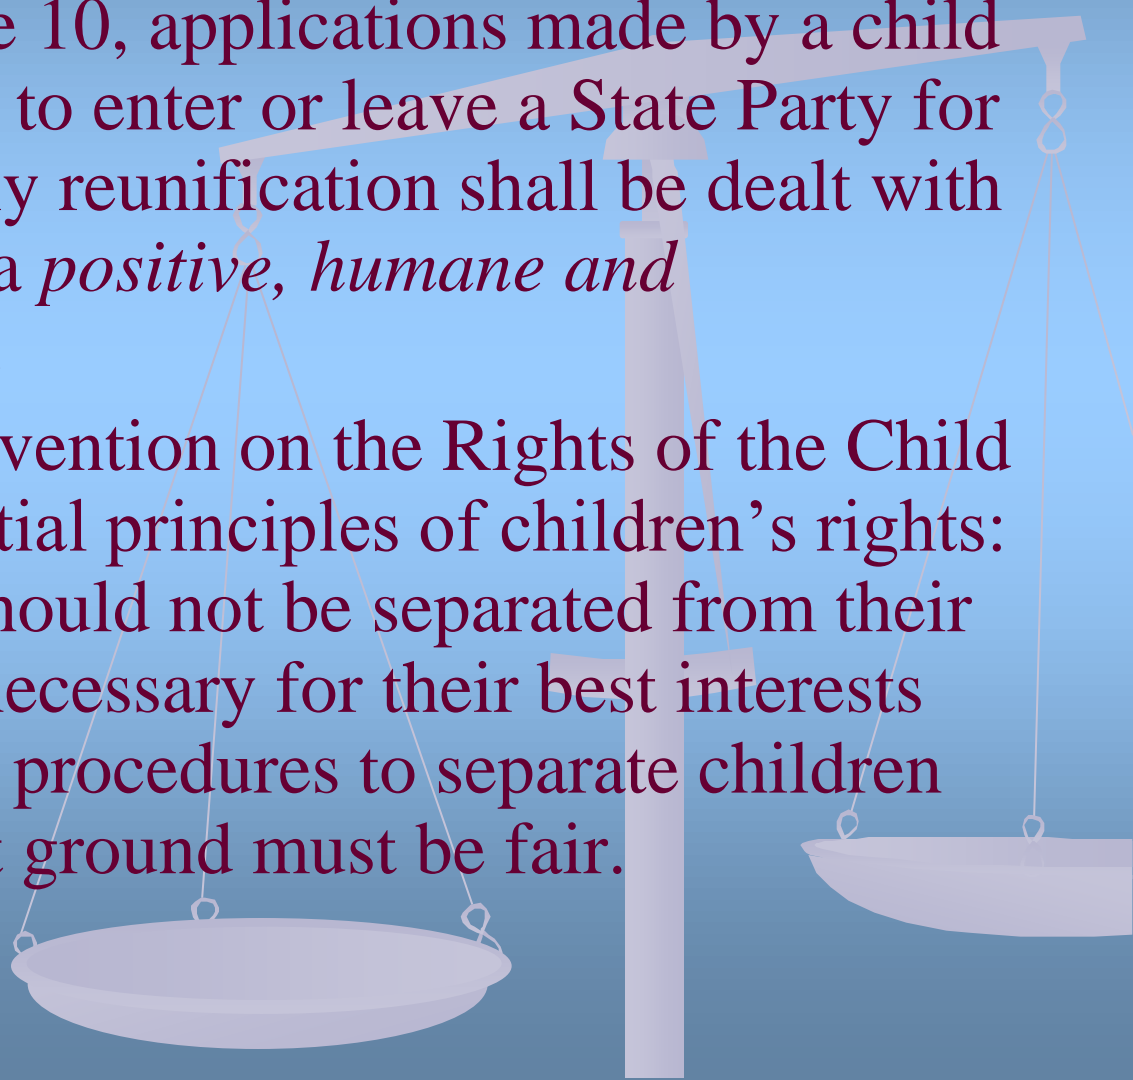 e 10, applications made by a child
to enter or leave a State Party for
y reunification shall be dealt with
a positive, humane and
vention on the Rights of the Child
tial principles of children’s rights:
hould not be separated from their
ecessary for their best interests
procedures to separate children
t ground must be fair.